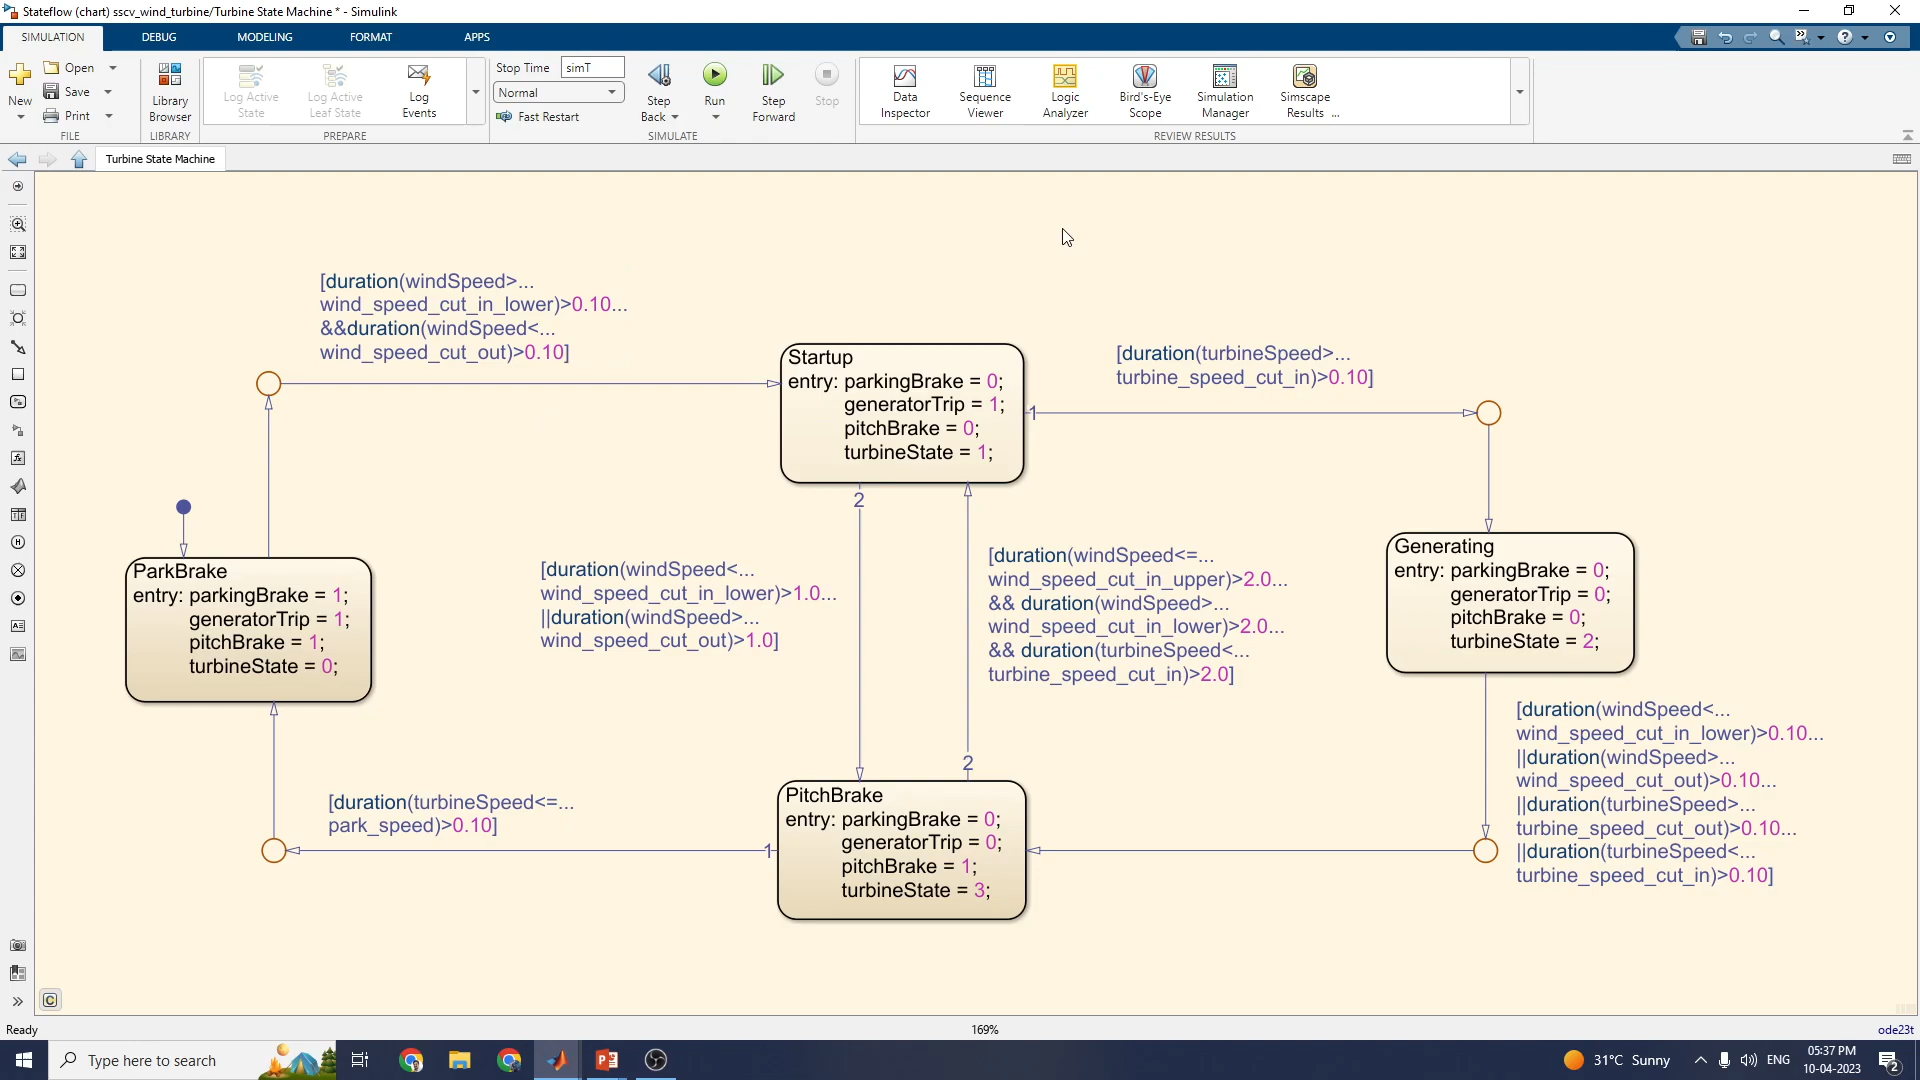 Stateflow (chart) sscv_wind_turbine/Turbine State Machine * - Simulink
SIMULATION
DEBUG
MODELING
FORMAT
APPS
New
Open
Save
Print
FILE
Library
Browser
LIBRARY
Log Active
State
Log Active
Leaf State
Log
Events
PREPARE
Stop Time
simT
Normal
Fast Restart
Step
Back
Run
Step
Forward
Stop
SIMULATE
Data
Inspector
Sequence
Viewer
Logic
Analyzer
Bird's-Eye
Scope
Simulation
Manager
Simscape
Results ...
REVIEW RESULTS
Turbine State Machine
[duration(windSpeed>...
wind_speed_cut_in_lower)>0.10...
&&duration(windSpeed<...
wind_speed_cut_out)>0.10]
Startup
entry: parkingBrake = 0;
generatorTrip = 1;
pitchBrake = 0;
turbineState = 1;
[duration(turbineSpeed>...
turbine_speed_cut_in)>0.10]
1
2
ParkBrake
entry: parkingBrake = 1;
generatorTrip = 1;
pitchBrake = 1;
turbineState = 0;
[duration(windSpeed<...
wind_speed_cut_in_lower)>1.0...
||duration(windSpeed>...
wind_speed_cut_out)>1.0]
[duration(windSpeed<=...
wind_speed_cut_in_upper)>2.0...
&& duration(windSpeed>...
wind_speed_cut_in_lower)>2.0...
&& duration(turbineSpeed<...
turbine_speed_cut_in)>2.0]
Generating
entry: parkingBrake = 0;
generatorTrip = 0;
pitchBrake = 0;
turbineState = 2;
[duration(windSpeed<...
wind_speed_cut_in_lower)>0.10...
||duration(windSpeed>...
wind_speed_cut_out)>0.10...
||duration(turbineSpeed>...
turbine_speed_cut_out)>0.10...
||duration(turbineSpeed<...
turbine_speed_cut_in)>0.10]
2
[duration(turbineSpeed<=...
park_speed)>0.10]
1
PitchBrake
entry: parkingBrake = 0;
generatorTrip = 0;
pitchBrake = 1;
turbineState = 3;
Ready
169%
ode23t
Type here to search
31°C Sunny
ENG
05:37 PM
10-04-2023
2